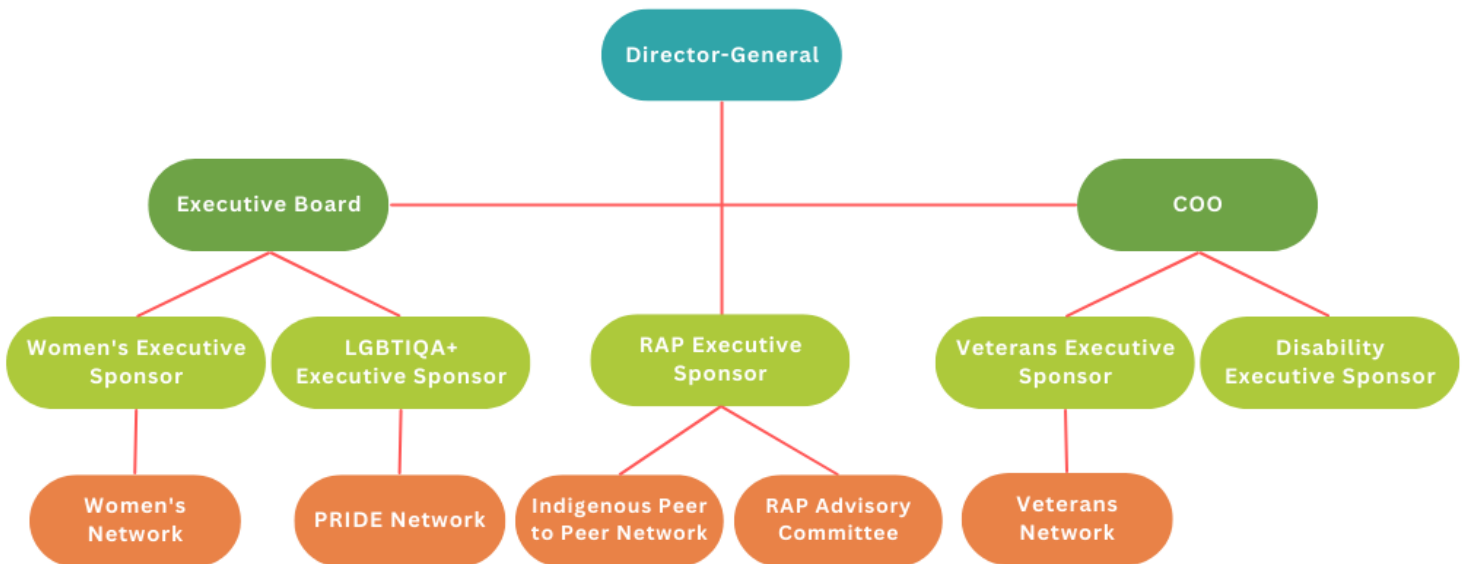 Director-General
Executive Board
COO
Women's Executive
Sponsor
LGBTIQA+
Executive Sponsor
RAP Executive
Sponsor
Veterans Executive
Sponsor
Disability
Executive Sponsor
Women's
Network
PRIDE Network
Indigenous Peer
to Peer Network
RAP Advisory
Committee
Veterans
Network